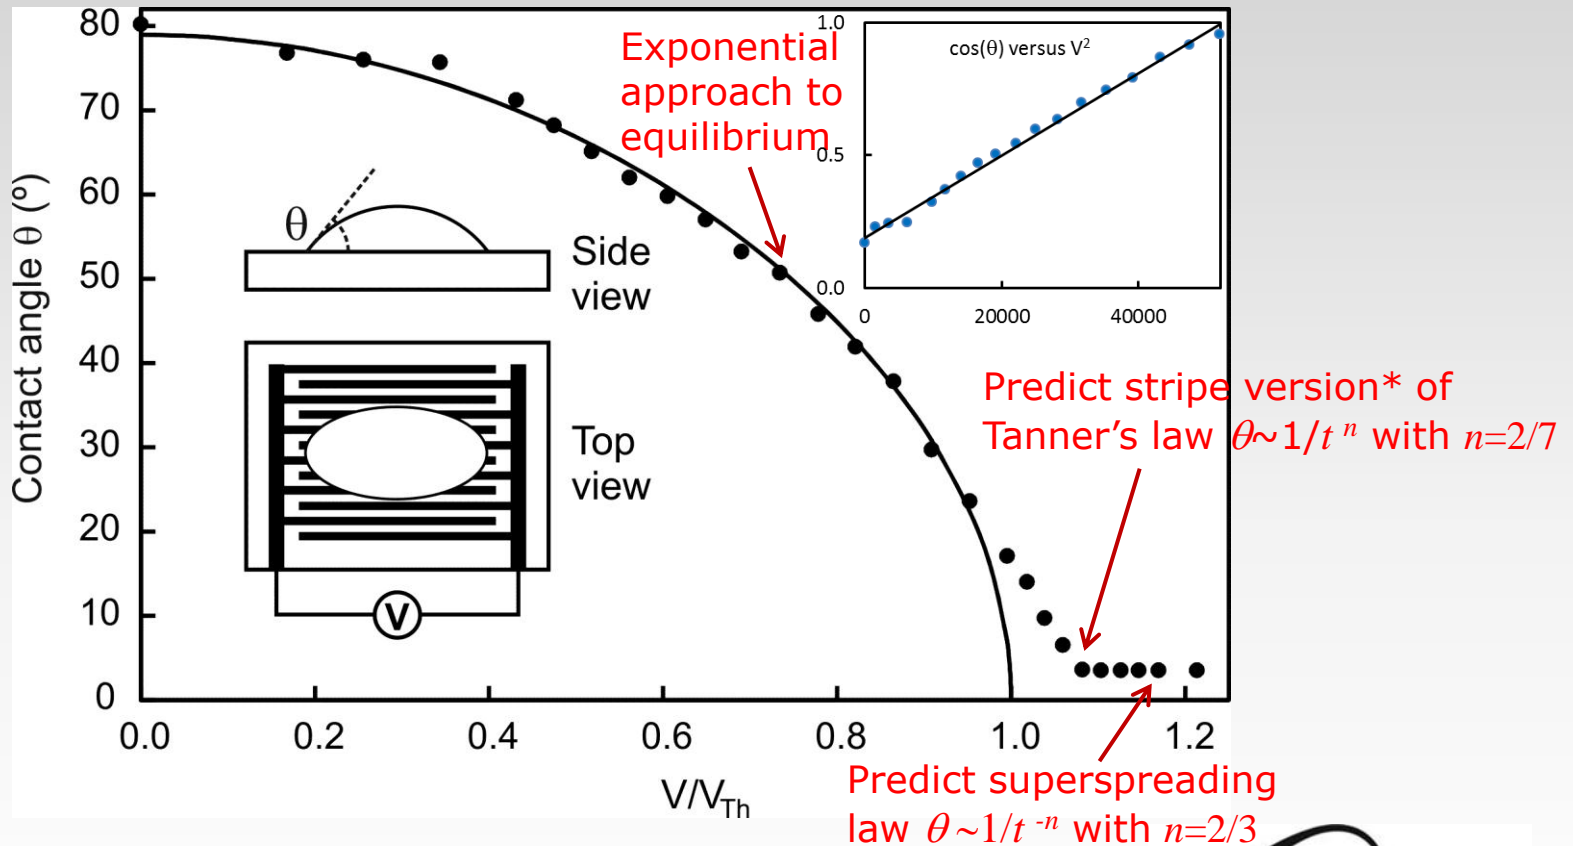 80
70
60
50
40
30
20
10
0
Contact angle θ (º)
0.0 0.2 0.4 0.6 0.8 1.0 1.2
V/VTh
Exponential
approach to
equilibrium
1.0
0.5
0.0
cos(θ) versus V²
0 20000 40000
θ
Side
view
Top
view
V
Predict stripe version* of
Tanner's law θ~1/t ⁿ with n=2/7
Predict superspreading
law θ ~1/t ⁻ⁿ with n=2/3